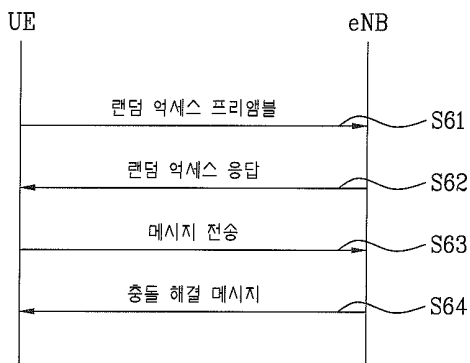 UE eNB
랜덤 억세스 프리앰블 S61
랜덤 억세스 응답 S62
메시지 전송 S63
충돌 해결 메시지 S64